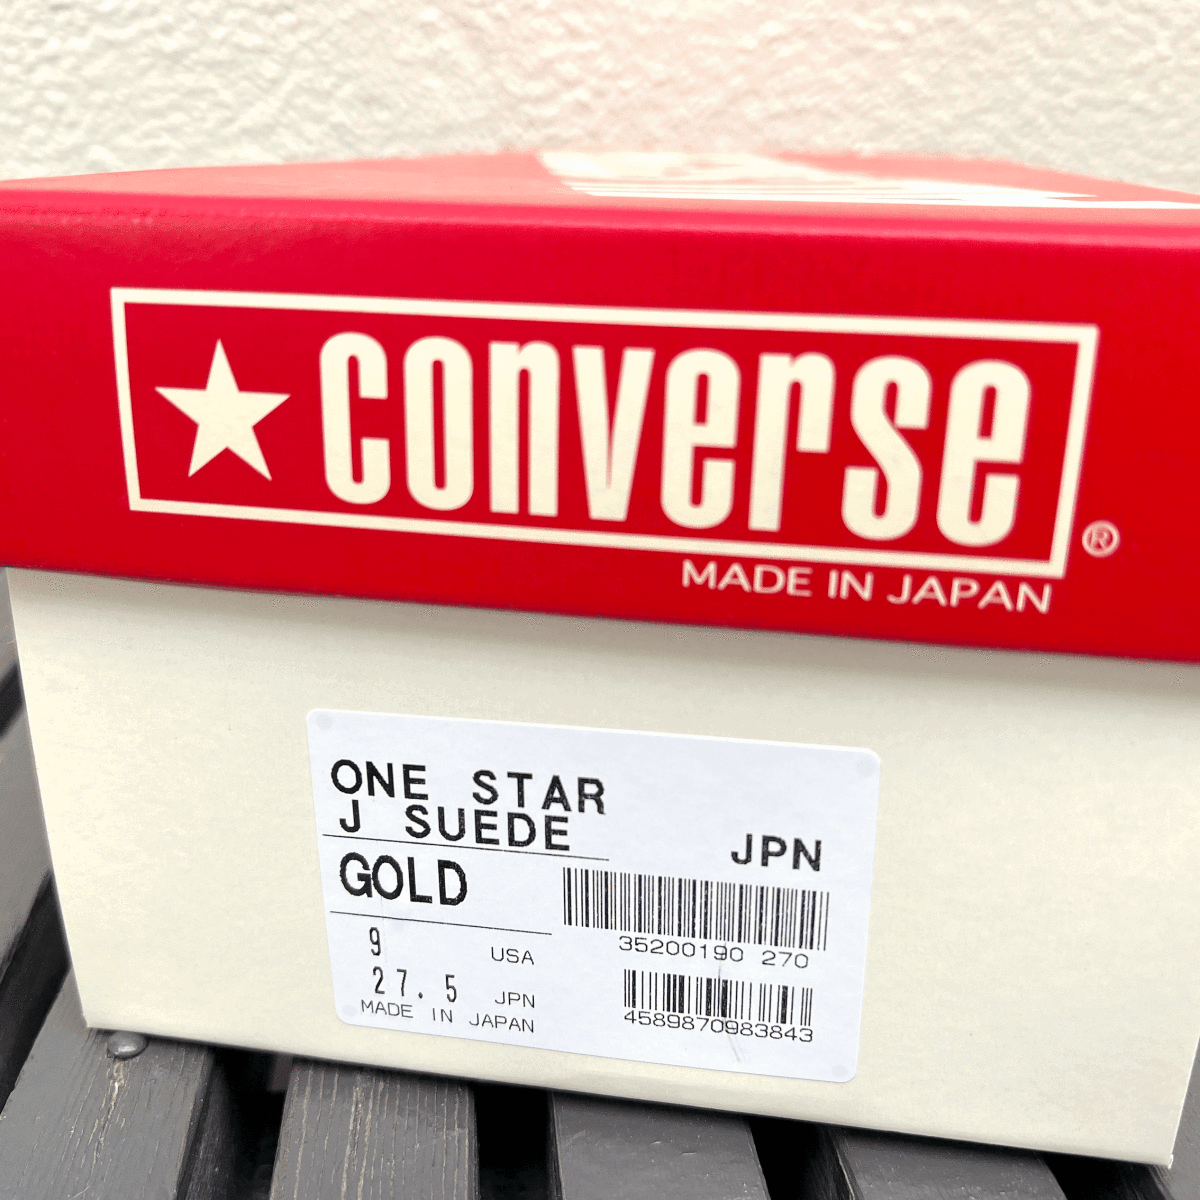 converse
®
MADE IN JAPAN
ONE STAR
J SUEDE
JPN
GOLD
35200190 270
9 USA
27.5 JPN
4589870983843
MADE IN JAPAN